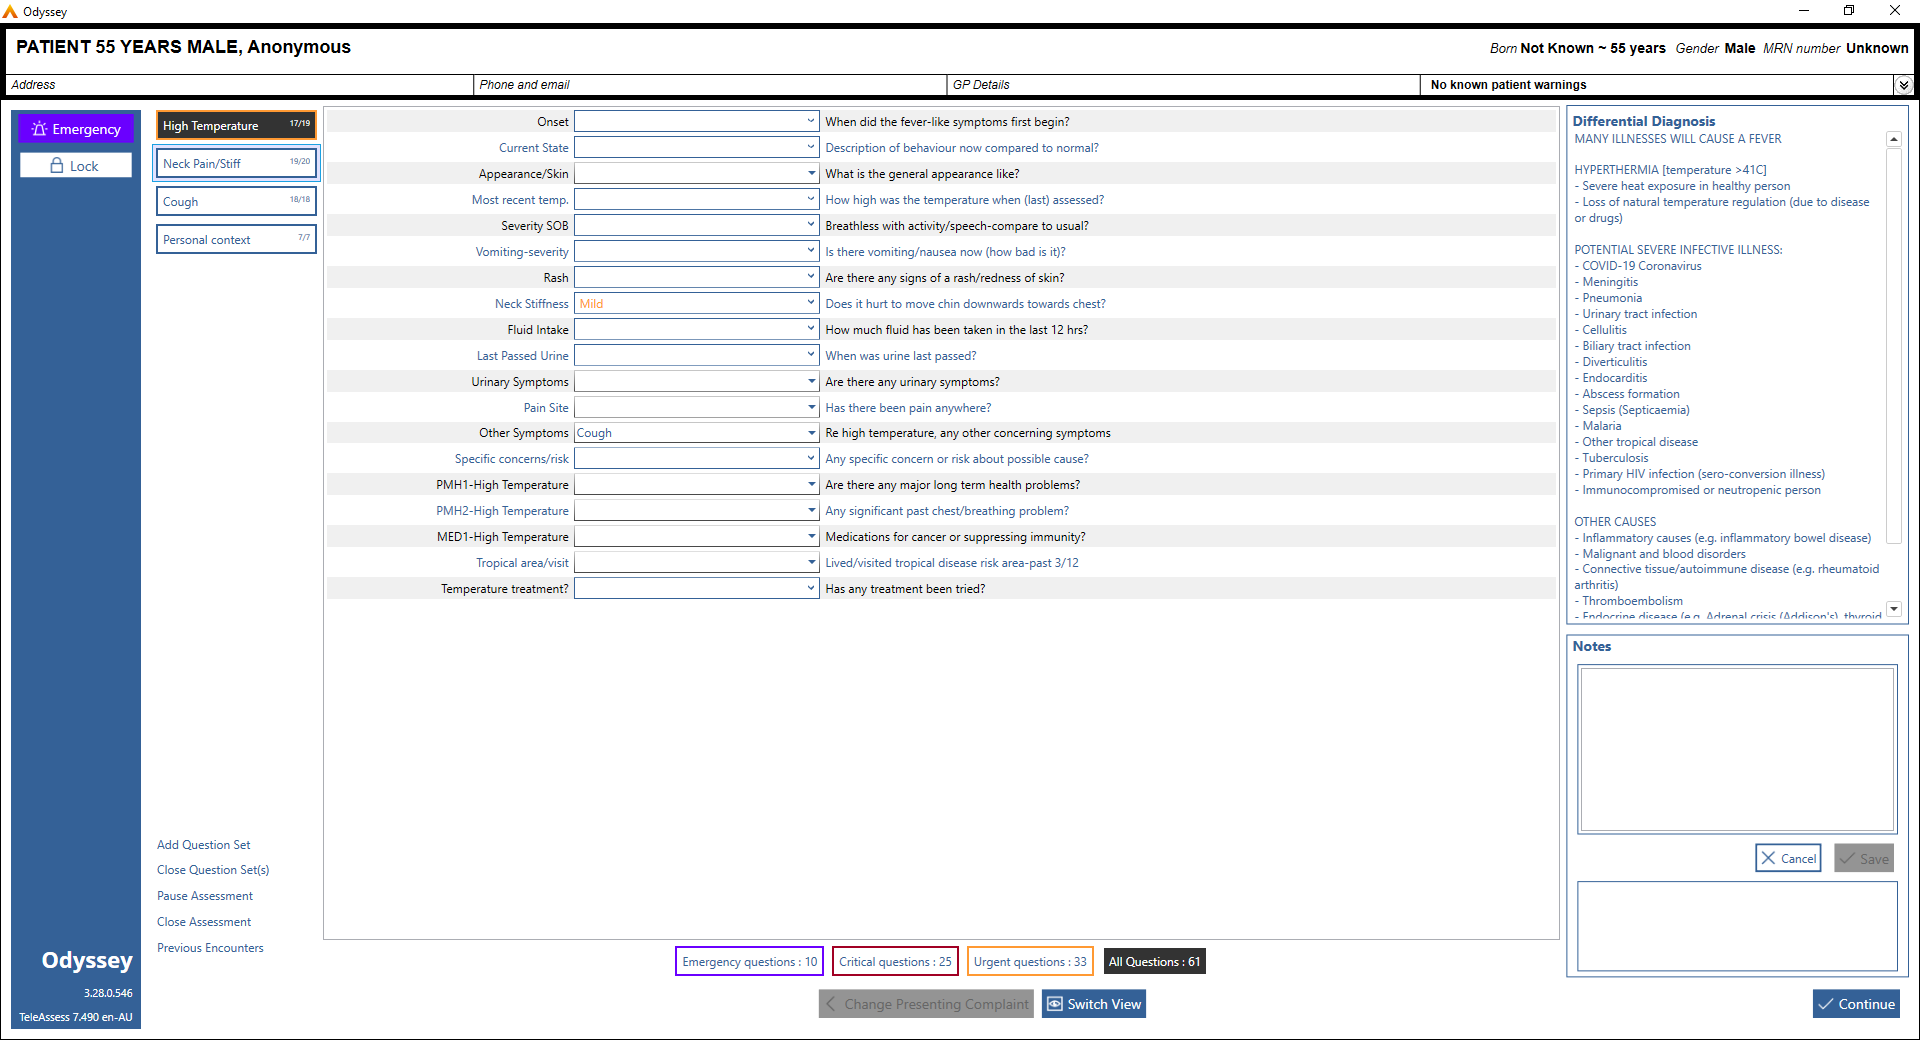 Odyssey
PATIENT 55 YEARS MALE, Anonymous
Born Not Known ~ 55 years Gender Male MRN number Unknown
Address
Phone and email
GP Details
No known patient warnings
Emergency
Lock
High Temperature 17/19
Neck Pain/Stiff 19/20
Cough 18/18
Personal context 7/7
Onset When did the fever-like symptoms first begin?
Current State Description of behaviour now compared to normal?
Appearance/Skin What is the general appearance like?
Most recent temp. How high was the temperature when (last) assessed?
Severity SOB Breathless with activity/speech-compare to usual?
Vomiting-severity Is there vomiting/nausea now (how bad is it)?
Rash Are there any signs of a rash/redness of skin?
Neck Stiffness Mild Does it hurt to move chin downwards towards chest?
Fluid Intake How much fluid has been taken in the last 12 hrs?
Last Passed Urine When was urine last passed?
Urinary Symptoms Are there any urinary symptoms?
Pain Site Has there been pain anywhere?
Other Symptoms Cough Re high temperature, any other concerning symptoms
Specific concerns/risk Any specific concern or risk about possible cause?
PMH1-High Temperature Are there any major long term health problems?
PMH2-High Temperature Any significant past chest/breathing problem?
MED1-High Temperature Medications for cancer or suppressing immunity?
Tropical area/visit Lived/visited tropical disease risk area-past 3/12
Temperature treatment? Has any treatment been tried?
Differential Diagnosis
MANY ILLNESSES WILL CAUSE A FEVER
HYPERTHERMIA [temperature >41C]
- Severe heat exposure in healthy person
- Loss of natural temperature regulation (due to disease
or drugs)
POTENTIAL SEVERE INFECTIVE ILLNESS:
- COVID-19 Coronavirus
- Meningitis
- Pneumonia
- Urinary tract infection
- Cellulitis
- Biliary tract infection
- Diverticulitis
- Endocarditis
- Abscess formation
- Sepsis (Septicaemia)
- Malaria
- Other tropical disease
- Tuberculosis
- Primary HIV infection (sero-conversion illness)
- Immunocompromised or neutropenic person
OTHER CAUSES
- Inflammatory causes (e.g. inflammatory bowel disease)
- Malignant and blood disorders
- Connective tissue/autoimmune disease (e.g. rheumatoid
arthritis)
- Thromboembolism
- Endocrine disease (e.g. Adrenal crisis (Addison's), thyroid
Notes
Cancel
Save
Add Question Set
Close Question Set(s)
Pause Assessment
Close Assessment
Previous Encounters
Odyssey
3.28.0.546
TeleAssess 7.490 en-AU
Emergency questions : 10
Critical questions : 25
Urgent questions : 33
All Questions : 61
Change Presenting Complaint
Switch View
Continue